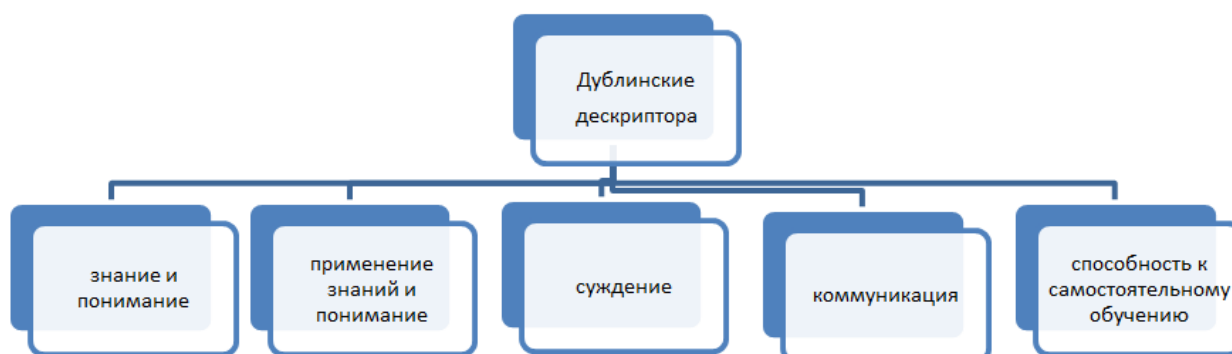 Дублинские
дескриптора
знание и
понимание
применение
знаний и
понимание
суждение
коммуникация
способность к
самостоятельному
обучению